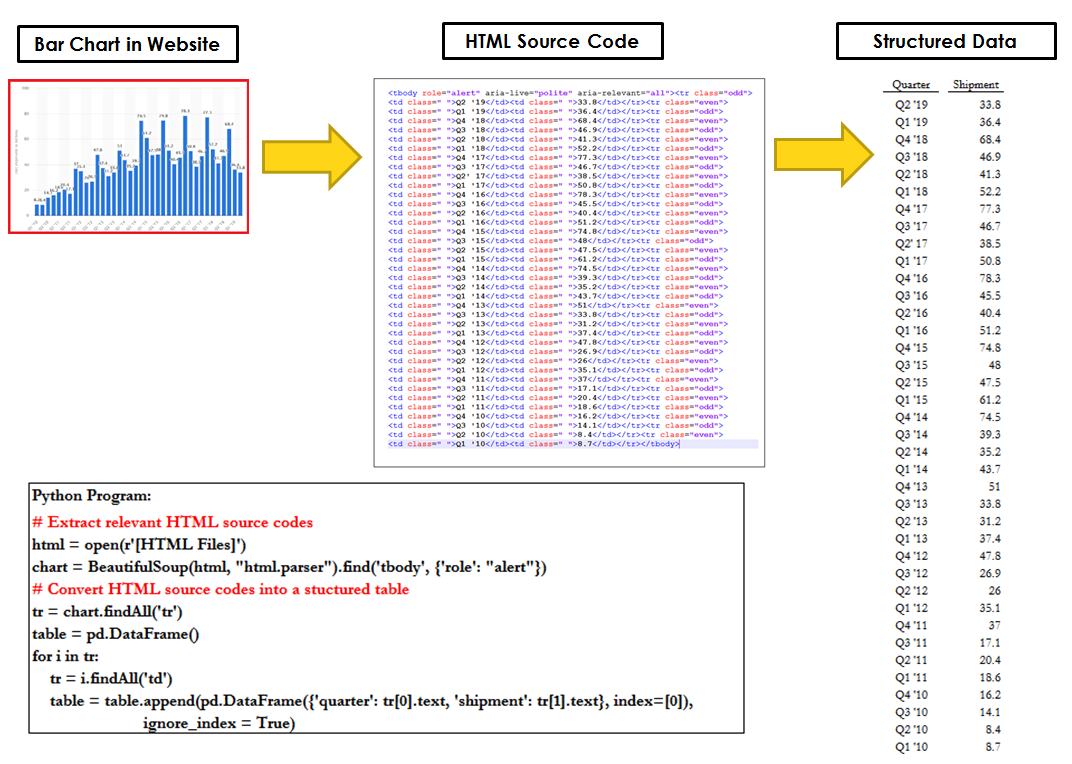 Bar Chart in Website
HTML Source Code
Structured Data
<tbody role="alert" aria-live="polite" aria-relevant="all"><tr class="odd">
<td class=" ">Q2 '19</td><td class=" ">33.8</td></tr><tr class="even">
<td class=" ">Q1 '19</td><td class=" ">36.4</td></tr><tr class="odd">
<td class=" ">Q4 '18</td><td class=" ">68.4</td></tr><tr class="even">
<td class=" ">Q3 '18</td><td class=" ">46.9</td></tr><tr class="odd">
<td class=" ">Q2 '18</td><td class=" ">41.3</td></tr><tr class="even">
<td class=" ">Q1 '18</td><td class=" ">52.2</td></tr><tr class="odd">
<td class=" ">Q4 '17</td><td class=" ">77.3</td></tr><tr class="even">
<td class=" ">Q3 '17</td><td class=" ">46.7</td></tr><tr class="odd">
<td class=" ">Q2' 17</td><td class=" ">38.5</td></tr><tr class="even">
<td class=" ">Q1 '17</td><td class=" ">50.8</td></tr><tr class="odd">
<td class=" ">Q4 '16</td><td class=" ">78.3</td></tr><tr class="even">
<td class=" ">Q3 '16</td><td class=" ">45.5</td></tr><tr class="odd">
<td class=" ">Q2 '16</td><td class=" ">40.4</td></tr><tr class="even">
<td class=" ">Q1 '16</td><td class=" ">51.2</td></tr><tr class="odd">
<td class=" ">Q4 '15</td><td class=" ">74.8</td></tr><tr class="even">
<td class=" ">Q3 '15</td><td class=" ">48</td></tr><tr class="odd">
<td class=" ">Q2 '15</td><td class=" ">47.5</td></tr><tr class="even">
<td class=" ">Q1 '15</td><td class=" ">61.2</td></tr><tr class="odd">
<td class=" ">Q4 '14</td><td class=" ">74.5</td></tr><tr class="even">
<td class=" ">Q3 '14</td><td class=" ">39.3</td></tr><tr class="odd">
<td class=" ">Q2 '14</td><td class=" ">35.2</td></tr><tr class="even">
<td class=" ">Q1 '14</td><td class=" ">43.7</td></tr><tr class="odd">
<td class=" ">Q4 '13</td><td class=" ">51</td></tr><tr class="even">
<td class=" ">Q3 '13</td><td class=" ">33.8</td></tr><tr class="odd">
<td class=" ">Q2 '13</td><td class=" ">31.2</td></tr><tr class="even">
<td class=" ">Q1 '13</td><td class=" ">37.4</td></tr><tr class="odd">
<td class=" ">Q4 '12</td><td class=" ">47.8</td></tr><tr class="even">
<td class=" ">Q3 '12</td><td class=" ">26.9</td></tr><tr class="odd">
<td class=" ">Q2 '12</td><td class=" ">26</td></tr><tr class="even">
<td class=" ">Q1 '12</td><td class=" ">35.1</td></tr><tr class="odd">
<td class=" ">Q4 '11</td><td class=" ">37</td></tr><tr class="even">
<td class=" ">Q3 '11</td><td class=" ">17.1</td></tr><tr class="odd">
<td class=" ">Q2 '11</td><td class=" ">20.4</td></tr><tr class="even">
<td class=" ">Q1 '11</td><td class=" ">18.6</td></tr><tr class="odd">
<td class=" ">Q4 '10</td><td class=" ">16.2</td></tr><tr class="even">
<td class=" ">Q3 '10</td><td class=" ">14.1</td></tr><tr class="odd">
<td class=" ">Q2 '10</td><td class=" ">8.4</td></tr><tr class="even">
<td class=" ">Q1 '10</td><td class=" ">8.7</td></tr></tbody>
Python Program:
# Extract relevant HTML source codes
html = open(r'[HTML Files]')
chart = BeautifulSoup(html, "html.parser").find('tbody', {'role': "alert"})
# Convert HTML source codes into a stuctured table
tr = chart.findAll('tr')
table = pd.DataFrame()
for i in tr:
tr = i.findAll('td')
table = table.append(pd.DataFrame({'quarter': tr[0].text, 'shipment': tr[1].text}, index=[0]),
ignore_index = True)
Quarter Shipment
Q2 '19 33.8
Q1 '19 36.4
Q4 '18 68.4
Q3 '18 46.9
Q2 '18 41.3
Q1 '18 52.2
Q4 '17 77.3
Q3 '17 46.7
Q2' 17 38.5
Q1 '17 50.8
Q4 '16 78.3
Q3 '16 45.5
Q2 '16 40.4
Q1 '16 51.2
Q4 '15 74.8
Q3 '15 48
Q2 '15 47.5
Q1 '15 61.2
Q4 '14 74.5
Q3 '14 39.3
Q2 '14 35.2
Q1 '14 43.7
Q4 '13 51
Q3 '13 33.8
Q2 '13 31.2
Q1 '13 37.4
Q4 '12 47.8
Q3 '12 26.9
Q2 '12 26
Q1 '12 35.1
Q4 '11 37
Q3 '11 17.1
Q2 '11 20.4
Q1 '11 18.6
Q4 '10 16.2
Q3 '10 14.1
Q2 '10 8.4
Q1 '10 8.7